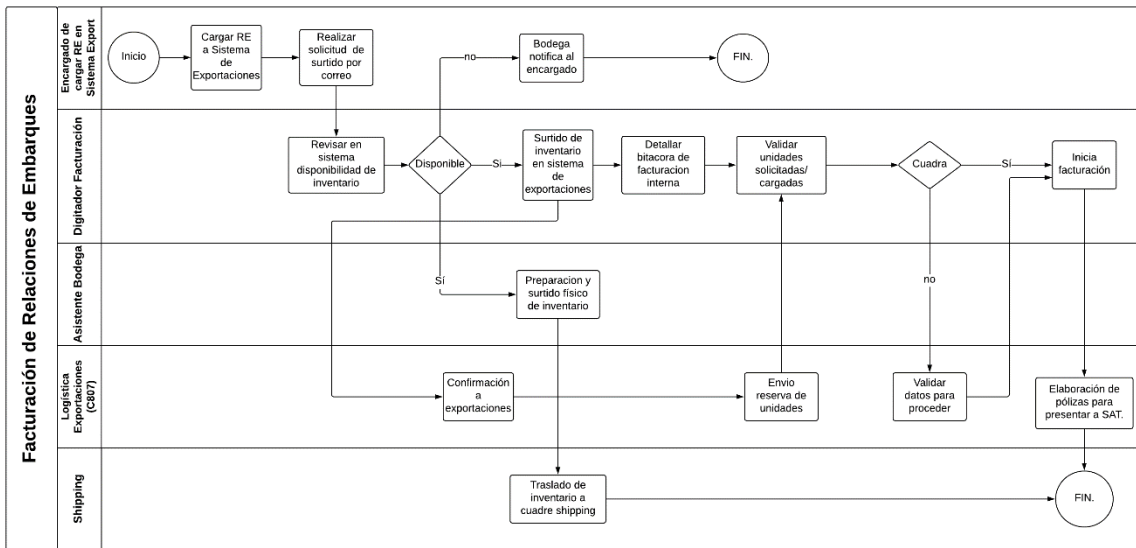 Facturación de Relaciones de Embarques
Encargado de
cargar RE en
Sistema Export
Inicio
Cargar RE
a Sistema
de
Exportaciones
Realizar
solicitud de
surtido por
correo
no
Bodega
notifica al
encargado
FIN.
Digitador Facturación
Revisar en
sistema
disponibilidad de
inventario
Disponible
Si
Surtido de
inventario
en sistema
de
exportaciones
Detallar
bitacora de
facturacion
interna
Validar
unidades
solicitadas/
cargadas
Cuadra
Sí
Inicia
facturación
Asistente Bodega
Sí
Preparacion y
surtido físico
de inventario
no
Logística
Exportaciones
(C807)
Confirmación
a
exportaciones
Envio
reserva de
unidades
Validar
datos para
proceder
Elaboración de
pólizas para
presentar a SAT.
Shipping
Traslado de
inventario a
cuadre shipping
FIN.